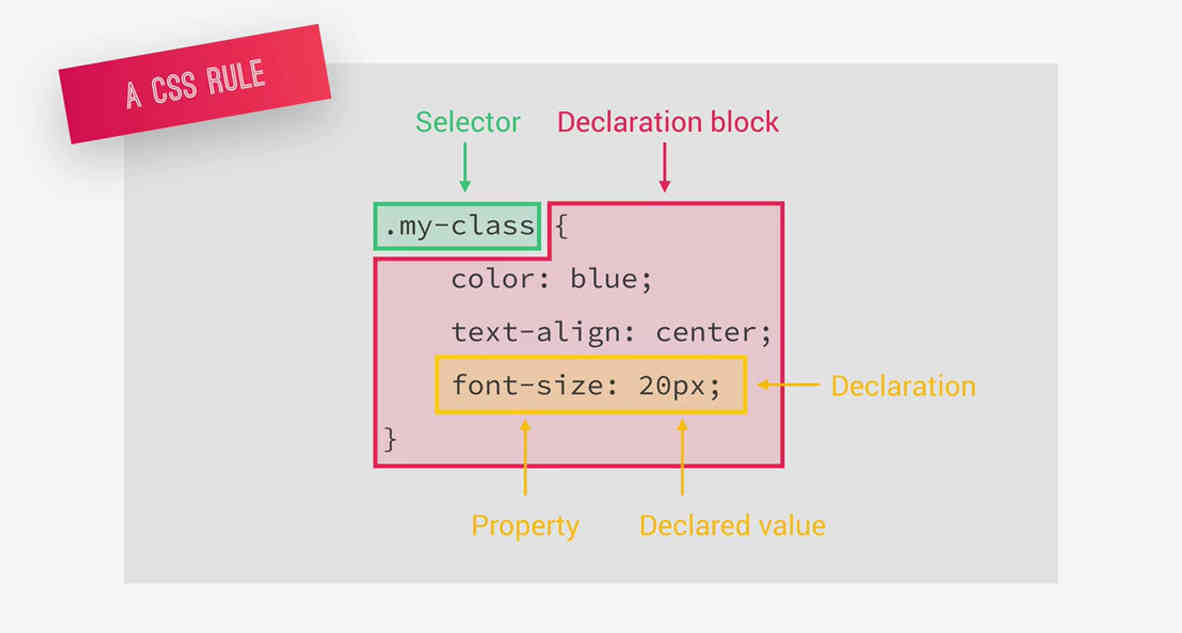 A CSS RULE
Selector
Declaration block
.my-class {
color: blue;
text-align: center;
font-size: 20px;
Declaration
}
Property
Declared value